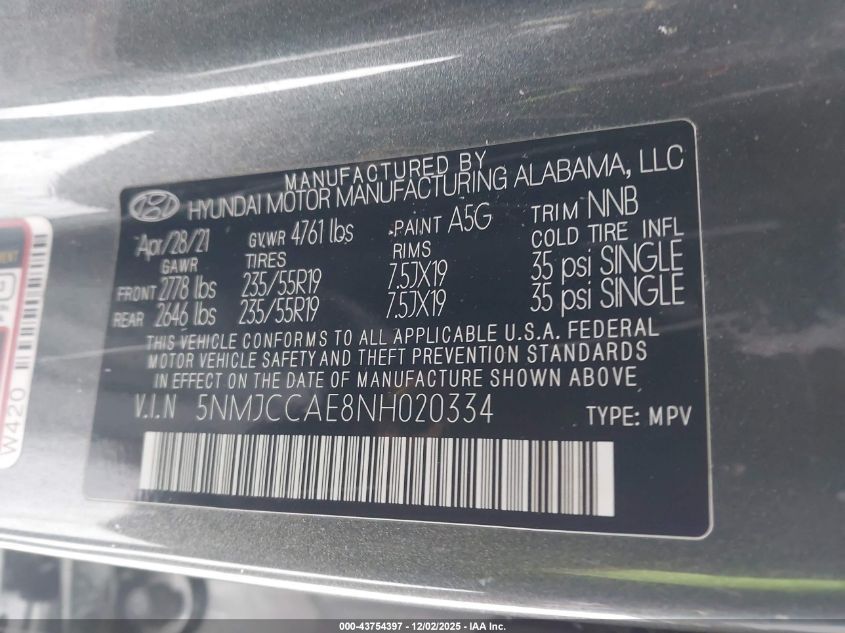 MANUFACTURED BY
HYUNDAI MOTOR MANUFACTURING ALABAMA, LLC
Apr/28/21 GVWR 4761 lbs PAINT A5G TRIM NNB
GAWR TIRES RIMS COLD TIRE INFL
FRONT 2778 lbs 235/55R19 7.5JX19 35 psi SINGLE
REAR 2646 lbs 235/55R19 7.5JX19 35 psi SINGLE
THIS VEHICLE CONFORMS TO ALL APPLICABLE U.S.A. FEDERAL
MOTOR VEHICLE SAFETY AND THEFT PREVENTION STANDARDS
IN EFFECT ON THE DATE OF MANUFACTURE SHOWN ABOVE.
V.I.N 5NMJCCAE8NH020334 TYPE: MPV
W420
000-43754397 - 12/02/2025 - IAA Inc.